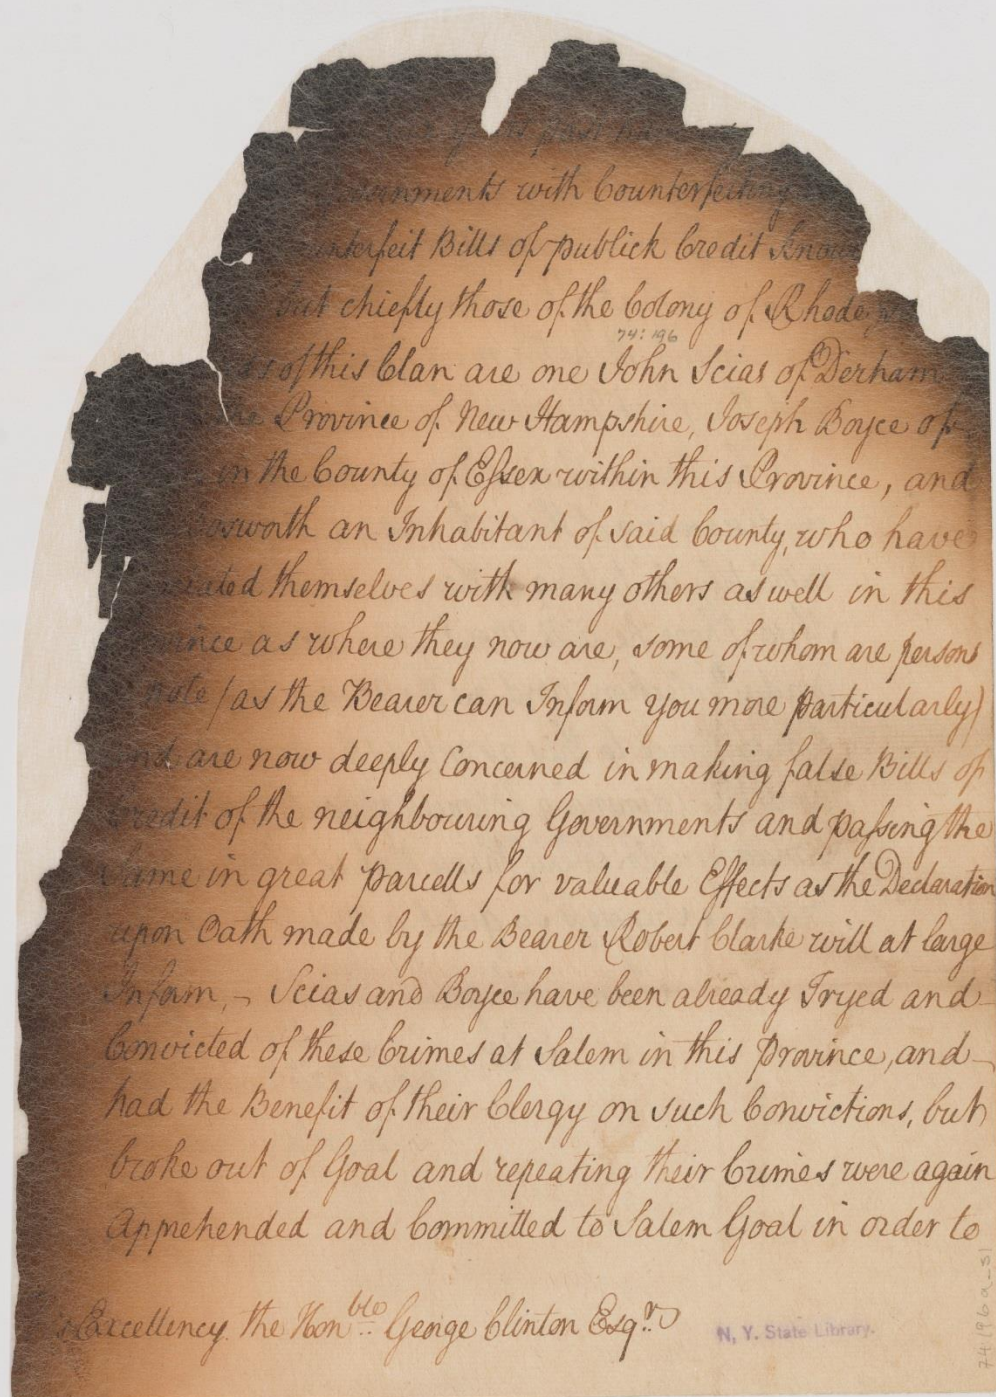 with Counterfeiting
Bills of publick Credit
but chiefly those of the Colony of Rhode
74:196
of this Clan are one John Scias of Derham
Province of New Hampshire, Joseph Boyce of
in the County of Essex within this Province, and
an Inhabitant of said County, who have
themselves with many others as well in this
as where they now are, some of whom are persons
note (as the Bearer can Inform you more particularly)
and are now deeply Concerned in making false Bills of
Credit of the neighbouring Governments and passing the
same in great parcells for valuable Effects as the Declaration
upon Oath made by the Bearer Robert Clarke will at large
Inform, - Scias and Boyce have been already Tryed and
Convicted of these Crimes at Salem in this Province, and
had the Benefit of their Clergy on such Convictions, but
broke out of Goal and repeating their Crimes were again
Apprehended and Committed to Salem Goal in order to
Excellency the Honble George Clinton Esqr
N. Y. State Library.
74196a_S1